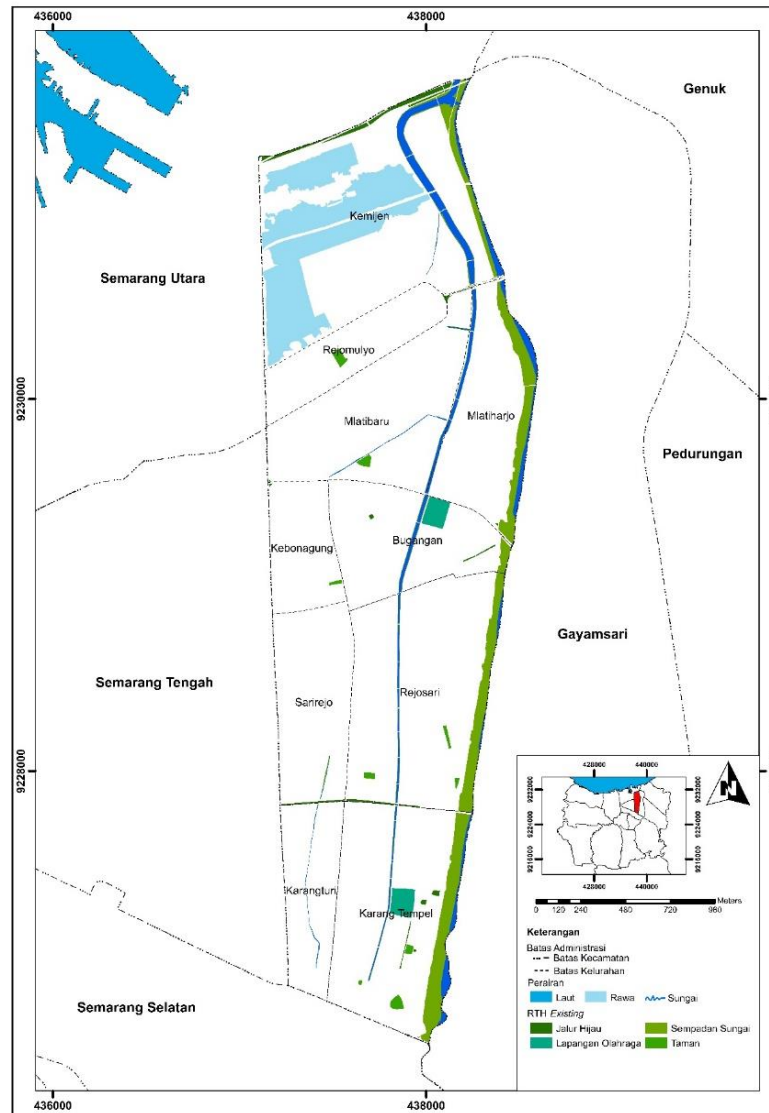 436000 438000
Genuk
Kemijen
Semarang Utara
Rejomulyo
9230000
Mlatibaru
Mlatiharjo
Pedurungan
Kebonagung
Bugangan
Gayamsari
Semarang Tengah
Sarirejo
Rejosari
9228000
428000 440000
9232000 9232000
9224000 9224000
9216000 9216000
428000 440000
N
Meters
0 120 240 480 720 960
Karangturi
Karang Tempel
Semarang Selatan
Keterangan
Batas Administrasi
Batas Kecamatan
Batas Kelurahan
Perairan
Laut Rawa Sungai
RTH Existing
Jalur Hijau Sempadan Sungai
Lapangan Olahraga Taman
436000 438000